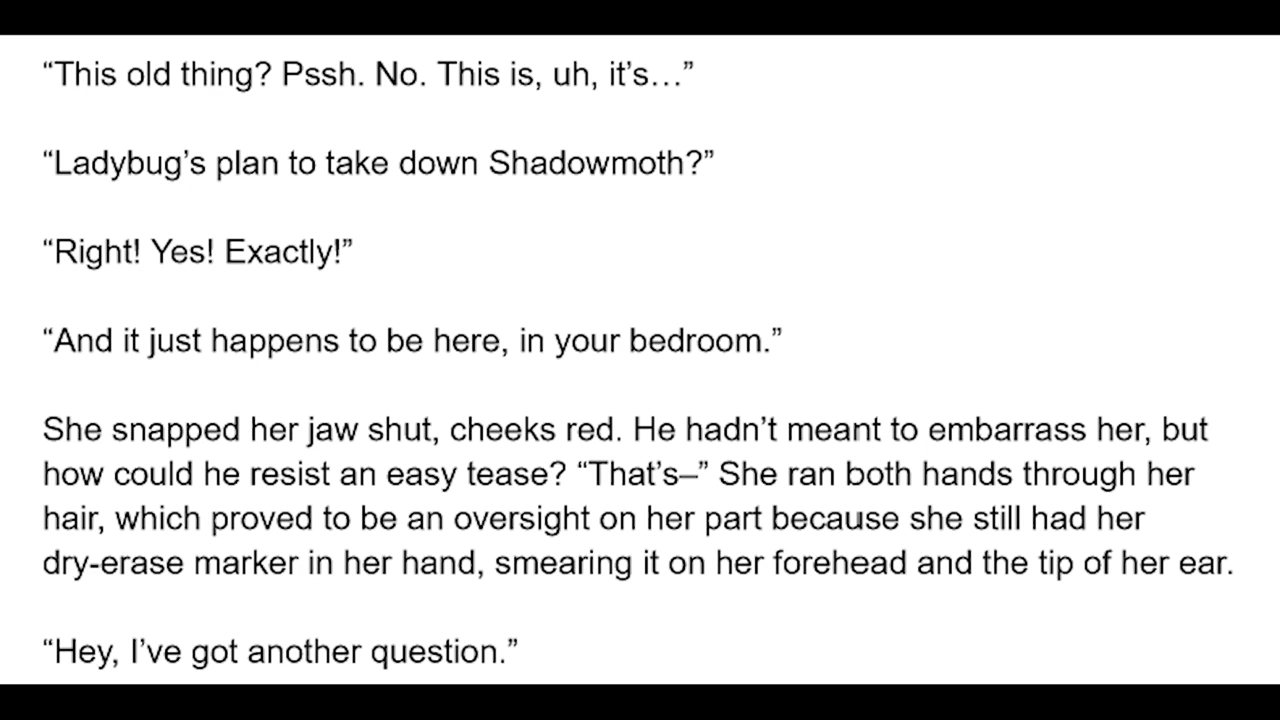 “This old thing? Pssh. No. This is, uh, it’s…”
“Ladybug’s plan to take down Shadowmoth?”
“Right! Yes! Exactly!”
“And it just happens to be here, in your bedroom.”
She snapped her jaw shut, cheeks red. He hadn’t meant to embarrass her, but
how could he resist an easy tease? “That’s–” She ran both hands through her
hair, which proved to be an oversight on her part because she still had her
dry-erase marker in her hand, smearing it on her forehead and the tip of her ear.
“Hey, I’ve got another question.”